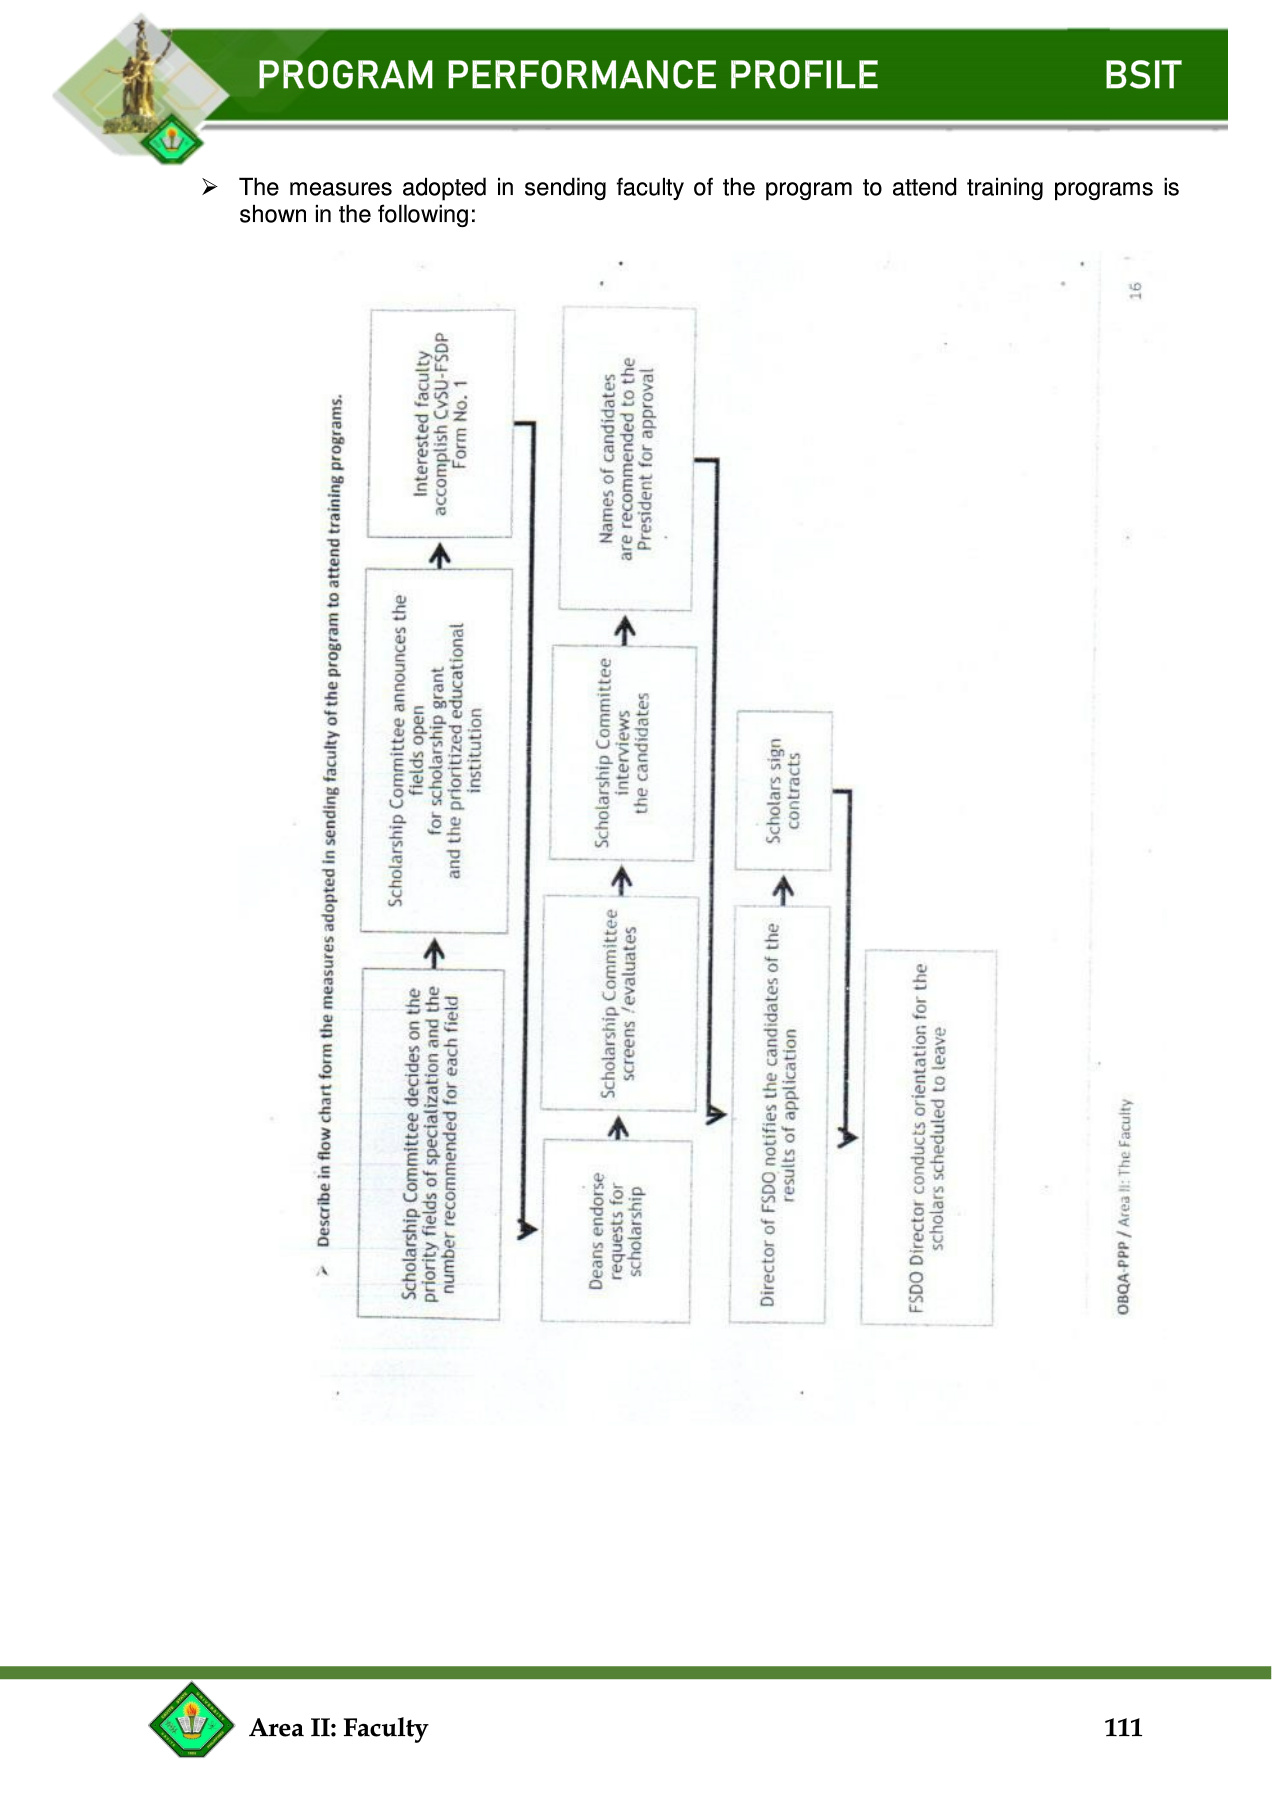 PROGRAM PERFORMANCE PROFILE BSIT
➢ The measures adopted in sending faculty of the program to attend training programs is
shown in the following:
➢ Describe in flow chart form the measures adopted in sending faculty of the program to attend training programs.
Scholarship Committee decides on the
priority fields of specialization and the
number recommended for each field
Scholarship Committee announces the
fields open
for scholarship grant
and the prioritized educational
institution
Interested faculty
accomplish CvSU-FSDP
Form No. 1
Deans endorse
requests for
scholarship
Scholarship Committee
screens /evaluates
Scholarship Committee
interviews
the candidates
Names of candidates
are recommended to the
President for approval
Director of FSDO notifies the candidates of the
results of application
Scholars sign
contracts
FSDO Director conducts orientation for the
scholars scheduled to leave
OBQA-PPP / Area II: The Faculty
16
Area II: Faculty
111